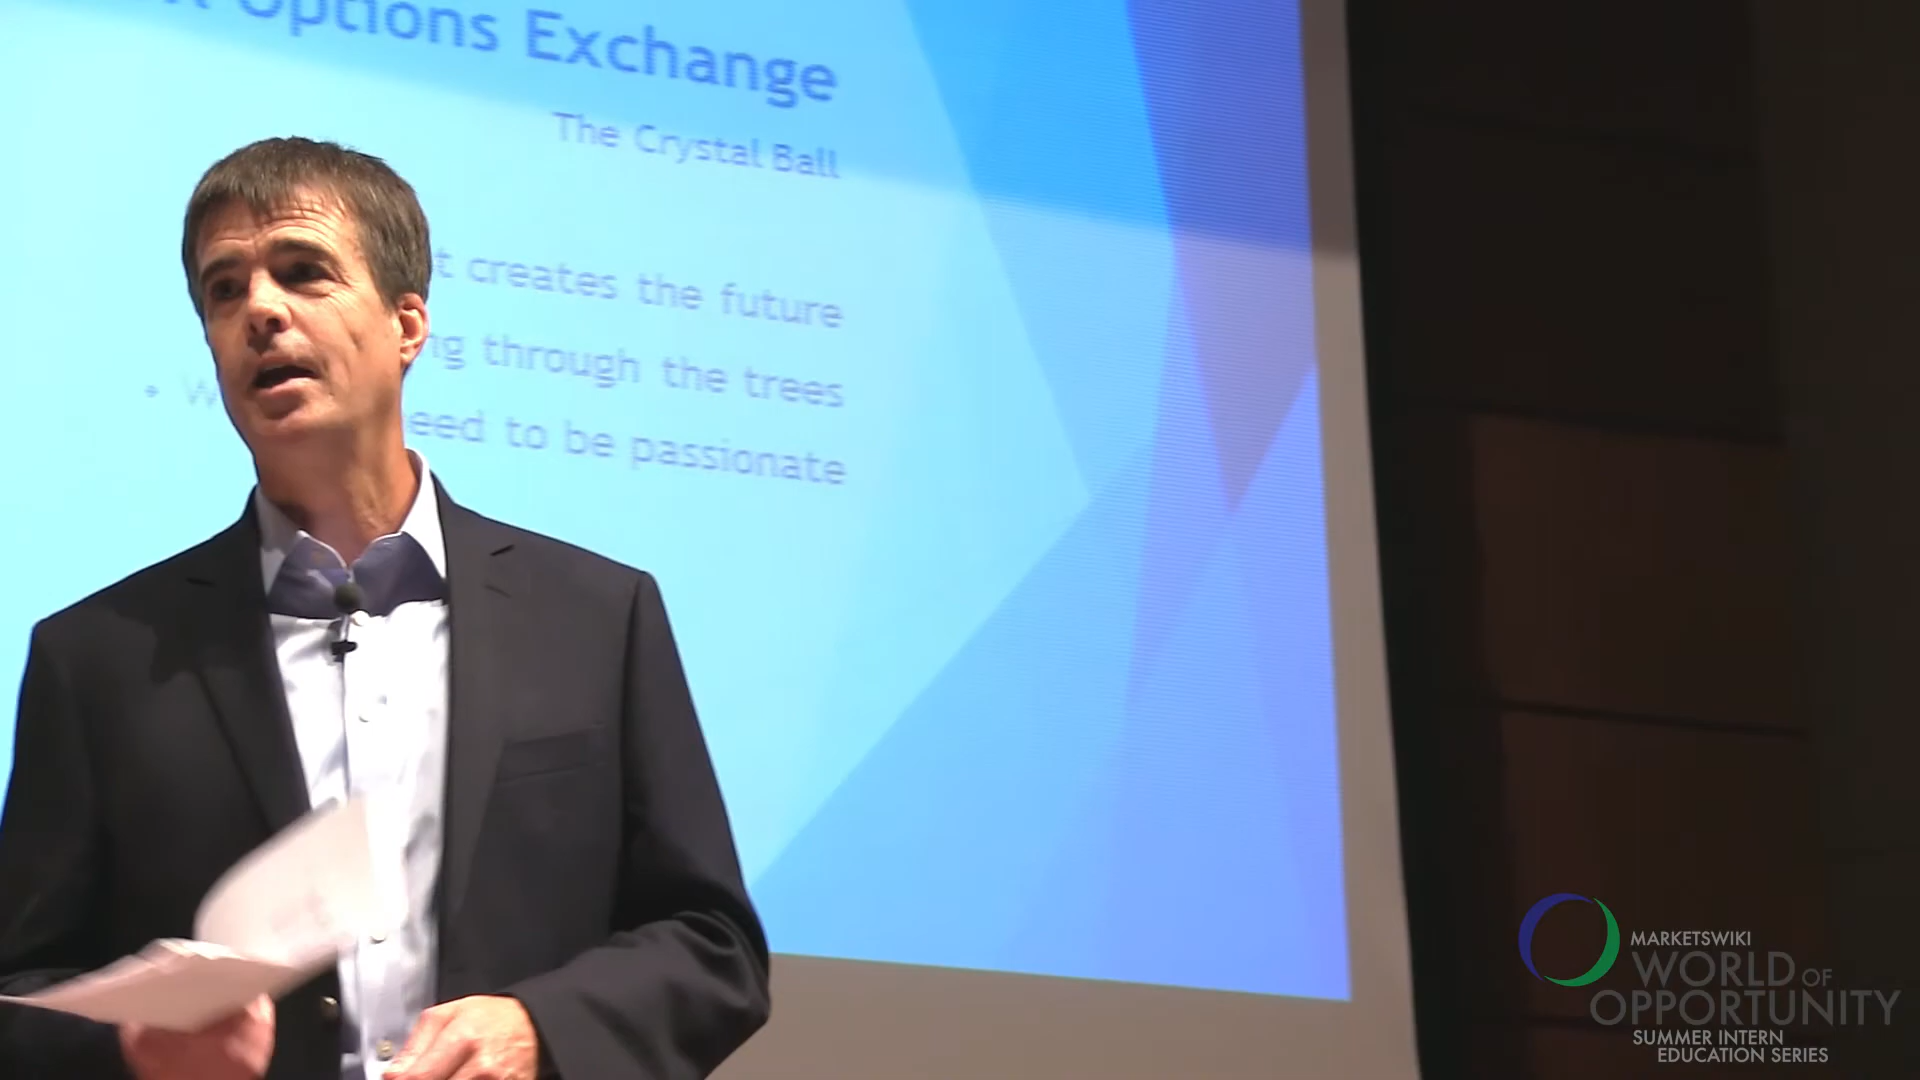 Options Exchange
The Crystal Ball
creates the future
through the trees
to be passionate
MARKETSWIKI
WORLD OF
OPPORTUNITY
SUMMER INTERN
EDUCATION SERIES